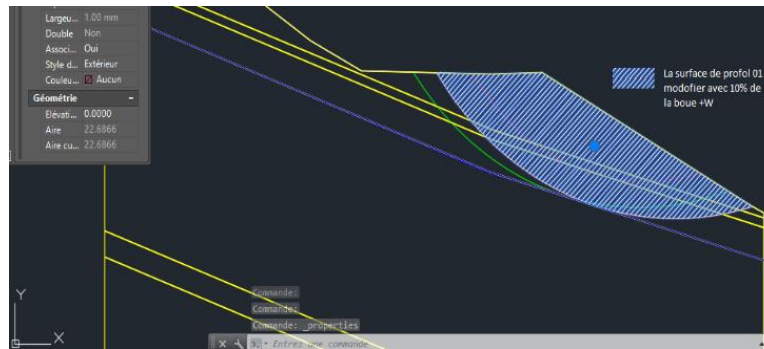 Largeu... 1.00 mm
Double Non
Associ... Oui
Style d... Extérieur
Couleu... Aucun
Géométrie
Elévati... 0.0000
Aire 22.6866
Aire cu... 22.6866
La surface de profol 01
modofier avec 10% de
la boue +W
Commande:
Commande:
Commande: _properties
Entrez une commande
Y
X